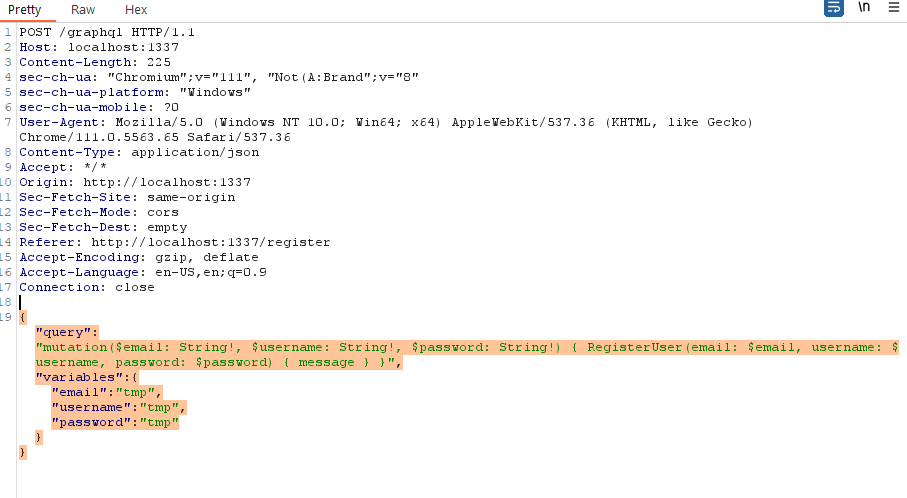 Pretty Raw Hex \n
1 POST /graphql HTTP/1.1
2 Host: localhost:1337
3 Content-Length: 225
4 sec-ch-ua: "Chromium";v="111", "Not(A:Brand";v="8"
5 sec-ch-ua-platform: "Windows"
6 sec-ch-ua-mobile: ?0
7 User-Agent: Mozilla/5.0 (Windows NT 10.0; Win64; x64) AppleWebKit/537.36 (KHTML, like Gecko)
Chrome/111.0.5563.65 Safari/537.36
8 Content-Type: application/json
9 Accept: */*
10 Origin: http://localhost:1337
11 Sec-Fetch-Site: same-origin
12 Sec-Fetch-Mode: cors
13 Sec-Fetch-Dest: empty
14 Referer: http://localhost:1337/register
15 Accept-Encoding: gzip, deflate
16 Accept-Language: en-US,en;q=0.9
17 Connection: close
18
19 {
"query":
"mutation($email: String!, $username: String!, $password: String!) { RegisterUser(email: $email, username: $
username, password: $password) { message } }",
"variables":{
"email":"tmp",
"username":"tmp",
"password":"tmp"
}
}